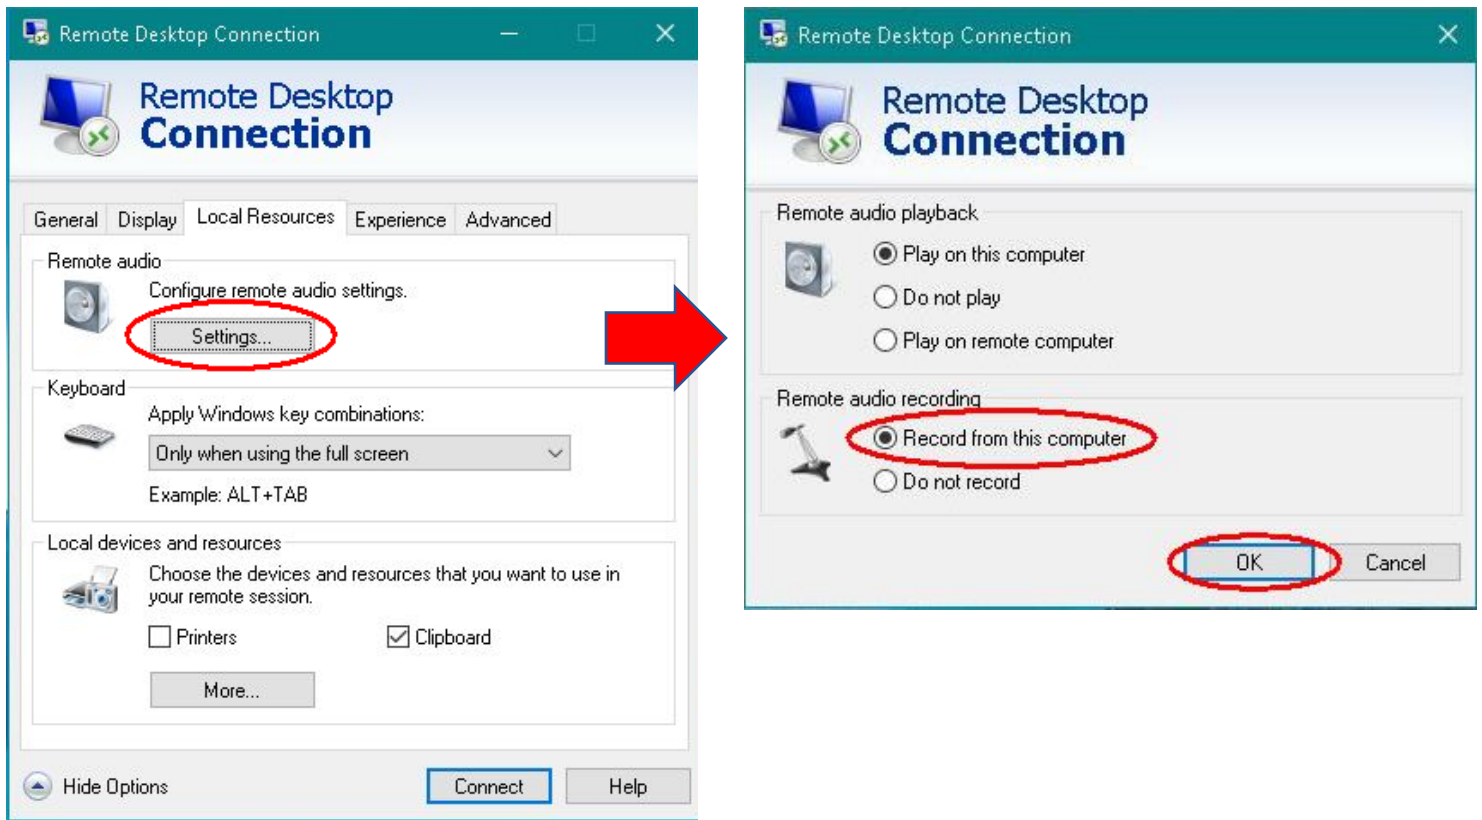 Remote Desktop Connection
Remote Desktop
Connection
General Display Local Resources Experience Advanced
Remote audio
Configure remote audio settings.
Settings...
Keyboard
Apply Windows key combinations:
Only when using the full screen
Example: ALT+TAB
Local devices and resources
Choose the devices and resources that you want to use in
your remote session.
Printers Clipboard
More...
Hide Options Connect Help
Remote Desktop Connection
Remote Desktop
Connection
Remote audio playback
Play on this computer
Do not play
Play on remote computer
Remote audio recording
Record from this computer
Do not record
OK Cancel